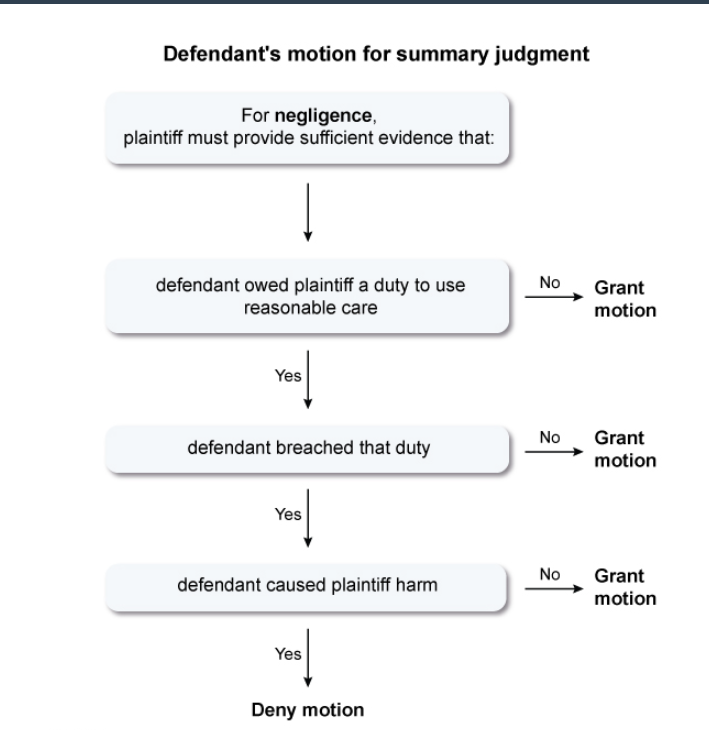 Defendant's motion for summary judgment
For negligence,
plaintiff must provide sufficient evidence that:
defendant owed plaintiff a duty to use
reasonable care
No
Grant
motion
Yes
defendant breached that duty
No
Grant
motion
Yes
defendant caused plaintiff harm
No
Grant
motion
Yes
Deny motion